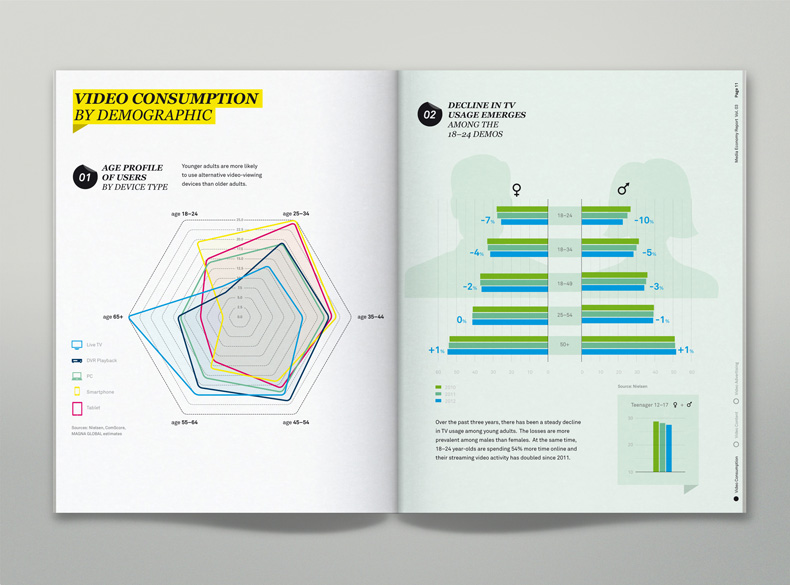 VIDEO CONSUMPTION
BY DEMOGRAPHIC
01
AGE PROFILE
OF USERS
BY DEVICE TYPE
Younger adults are more likely
to use alternative video-viewing
devices than older adults.
age 18–24
age 25–34
age 65+
age 35–44
age 55–64
age 45–54
Live TV
DVR Playback
PC
Smartphone
Tablet
Sources: Nielsen, ComScore,
MAGNA GLOBAL estimates
02
DECLINE IN TV
USAGE EMERGES
AMONG THE
18–24 DEMOS
♀
♂
-7% 18–24 -10%
-4% 18–34 -5%
-2% 18–49 -3%
0% 25–54 -1%
+1% 50+ +1%
2010
2011
2012
Over the past three years, there has been a steady decline
in TV usage among young adults. The losses are more
prevalent among males than females. At the same time,
18–24 year-olds are spending 54% more time online and
their streaming video activity has doubled since 2011.
Source: Nielsen
Teenager 12–17 ♀ + ♂
Media Economy Report Vol. 03 Page 11
Video Advertising
Video Content
Video Consumption